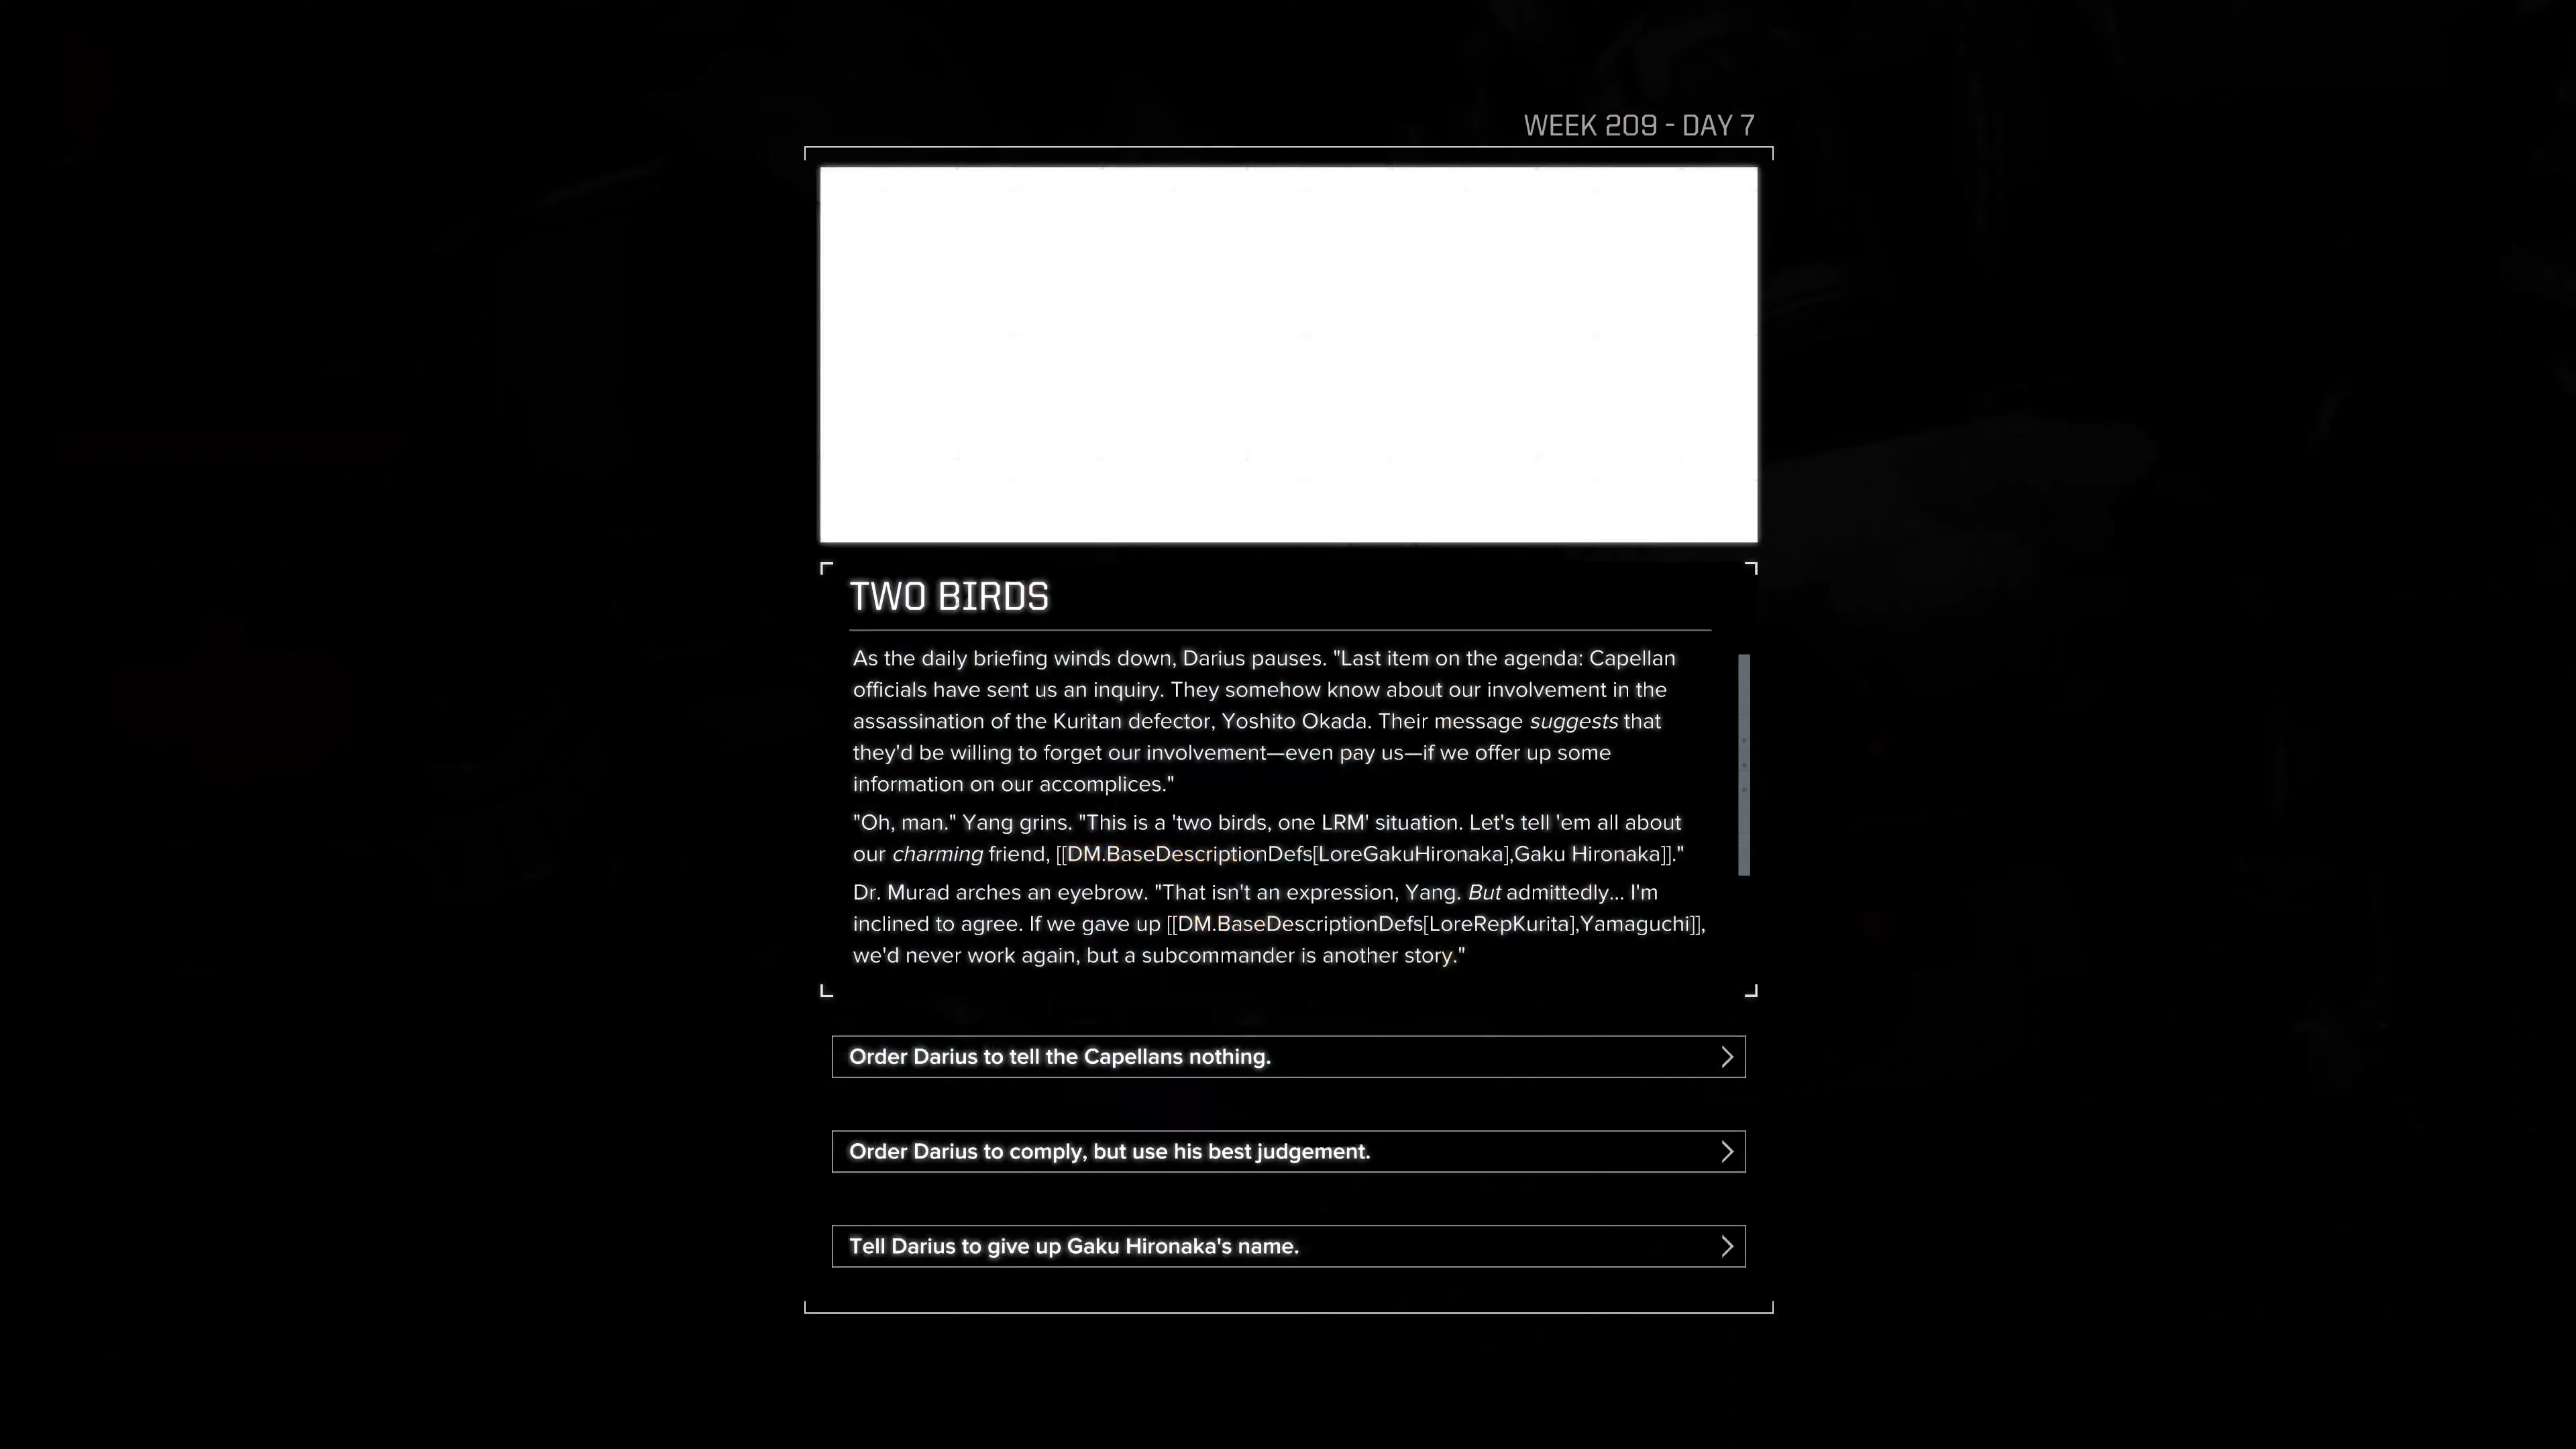 WEEK 209 - DAY 7
TWO BIRDS
As the daily briefing winds down, Darius pauses. "Last item on the agenda: Capellan
officials have sent us an inquiry. They somehow know about our involvement in the
assassination of the Kuritan defector, Yoshito Okada. Their message suggests that
they'd be willing to forget our involvement—even pay us—if we offer up some
information on our accomplices."
"Oh, man." Yang grins. "This is a 'two birds, one LRM' situation. Let's tell 'em all about
our charming friend, [[DM.BaseDescriptionDefs[LoreGakuHironaka],Gaku Hironaka]]."
Dr. Murad arches an eyebrow. "That isn't an expression, Yang. But admittedly... I'm
inclined to agree. If we gave up [[DM.BaseDescriptionDefs[LoreRepKurita],Yamaguchi]],
we'd never work again, but a subcommander is another story."
Order Darius to tell the Capellans nothing.
Order Darius to comply, but use his best judgement.
Tell Darius to give up Gaku Hironaka's name.